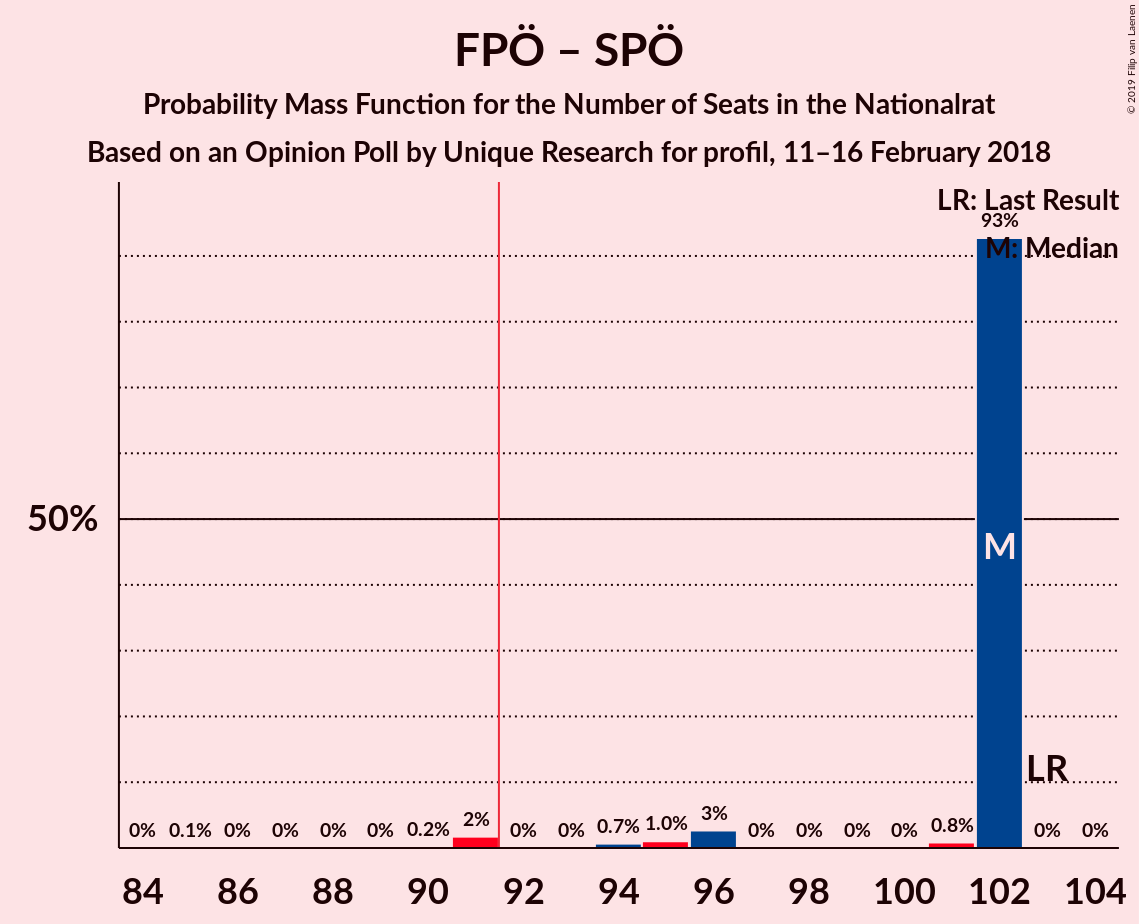 FPÖ – SPÖ
Probability Mass Function for the Number of Seats in the Nationalrat
Based on an Opinion Poll by Unique Research for profil, 11–16 February 2018
© 2019 Filip van Laenen
LR: Last Result
93%
M: Median
50%
M
LR
0% 0.1% 0% 0% 0% 0% 0.2% 2% 0% 0% 0.7% 1.0% 3% 0% 0% 0% 0% 0.8% 0% 0%
84 86 88 90 92 94 96 98 100 102 104